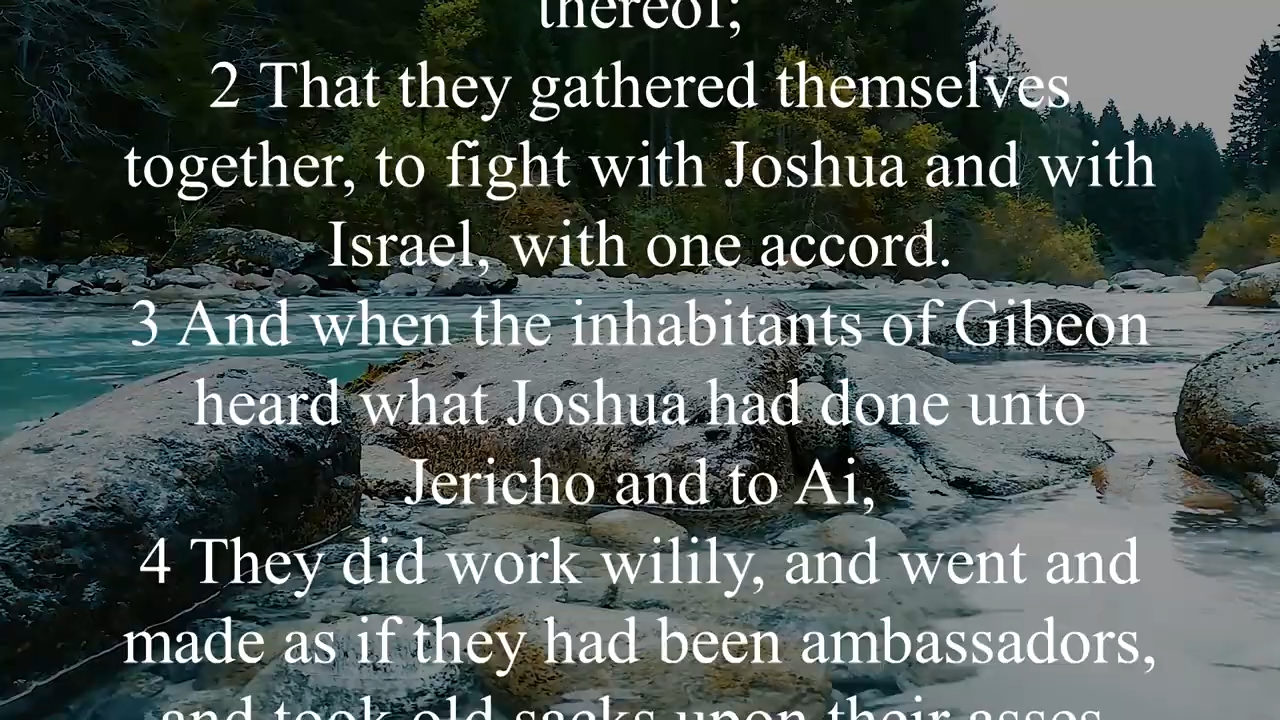 thereof;
2 That they gathered themselves
together, to fight with Joshua and with
Israel, with one accord.
3 And when the inhabitants of Gibeon
heard what Joshua had done unto
Jericho and to Ai,
4 They did work wilily, and went and
made as if they had been ambassadors,
and took old sacks upon their asses,